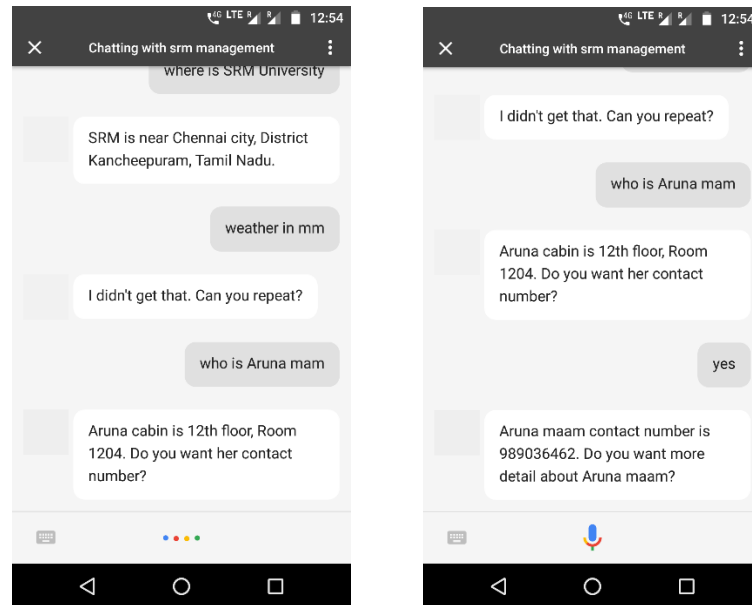 4G LTE R R 12:54
Chatting with srm management
where is SRM University
SRM is near Chennai city, District
Kancheepuram, Tamil Nadu.
weather in mm
I didn't get that. Can you repeat?
who is Aruna mam
Aruna cabin is 12th floor, Room
1204. Do you want her contact
number?
4G LTE R R 12:54
Chatting with srm management
I didn't get that. Can you repeat?
who is Aruna mam
Aruna cabin is 12th floor, Room
1204. Do you want her contact
number?
yes
Aruna maam contact number is
989036462. Do you want more
detail about Aruna maam?